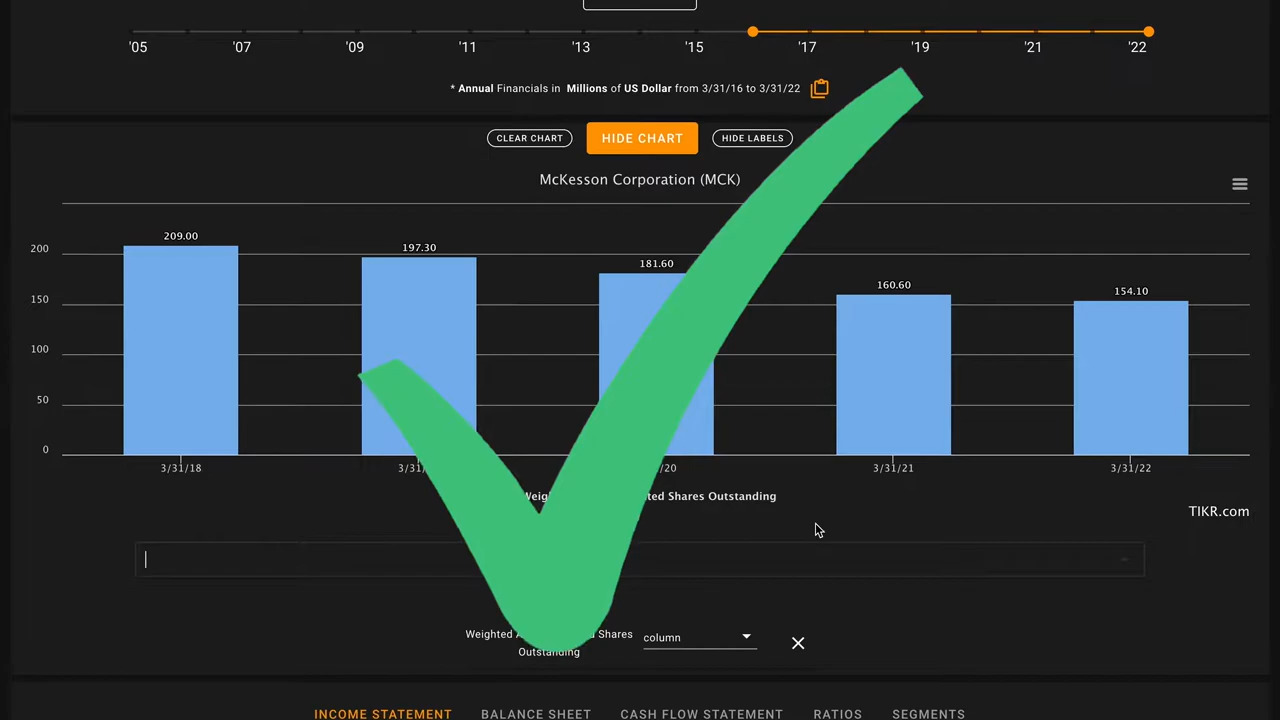 '05 '07 '09 '11 '13 '15 '17 '19 '21 '22
* Annual Financials in Millions of US Dollar from 3/31/16 to 3/31/22
CLEAR CHART HIDE CHART HIDE LABELS
McKesson Corporation (MCK)
209.00 197.30 181.60 160.60 154.10
200
150
100
50
0
3/31/18 3/31/ /20 3/31/21 3/31/22
Shares Outstanding
TIKR.com
Weighted Shares column
Outstanding
INCOME STATEMENT BALANCE SHEET CASH FLOW STATEMENT RATIOS SEGMENTS